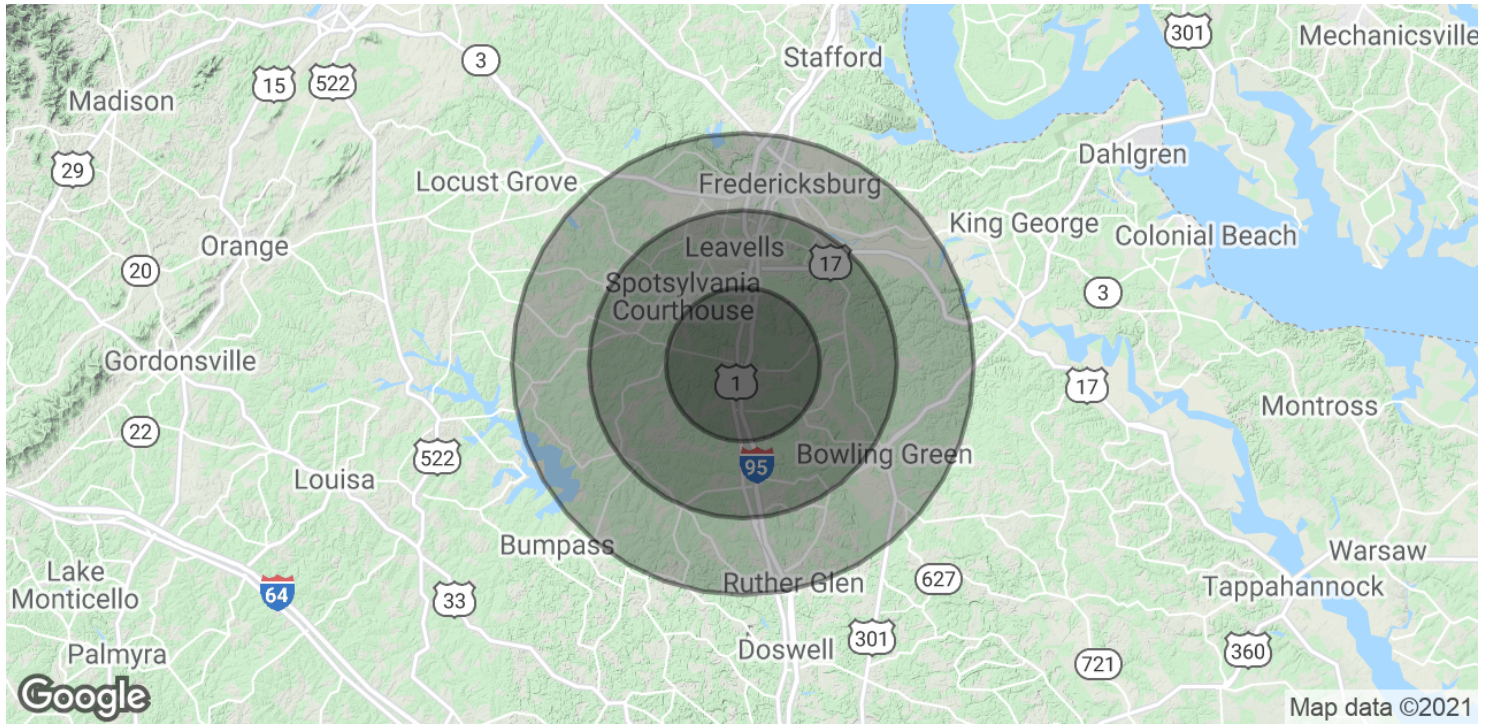 301
Mechanicsville
Stafford
3
15
522
Madison
29
Dahlgren
Locust Grove
Fredericksburg
King George
Colonial Beach
Orange
Leavells
17
20
Spotsylvania
Courthouse
3
Gordonsville
1
17
Montross
22
522
Bowling Green
95
Louisa
Bumpass
Warsaw
Lake
Monticello
64
33
Ruther Glen
627
Tappahannock
Doswell
301
360
Palmyra
721
Google
Map data ©2021